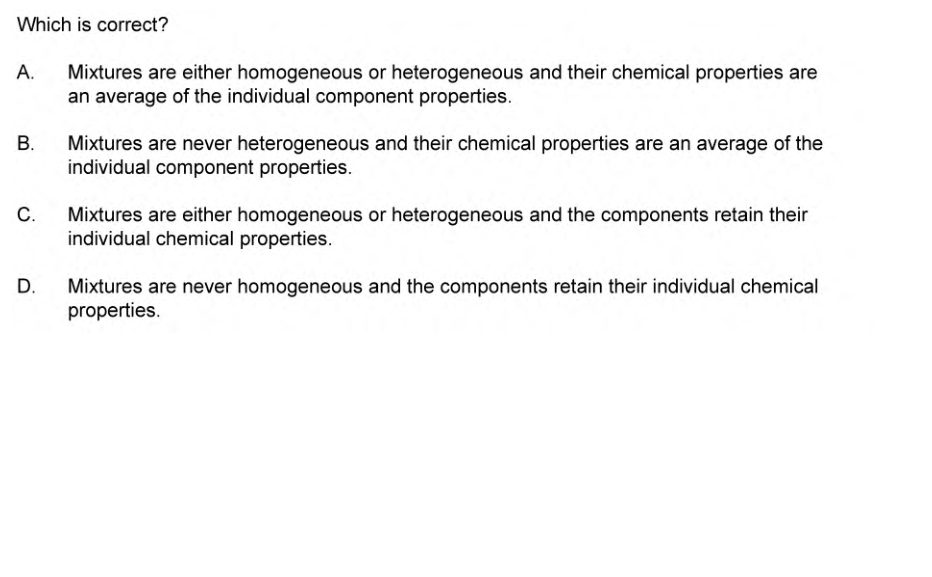 Which is correct?
A. Mixtures are either homogeneous or heterogeneous and their chemical properties are
an average of the individual component properties.
B. Mixtures are never heterogeneous and their chemical properties are an average of the
individual component properties.
C. Mixtures are either homogeneous or heterogeneous and the components retain their
individual chemical properties.
D. Mixtures are never homogeneous and the components retain their individual chemical
properties.